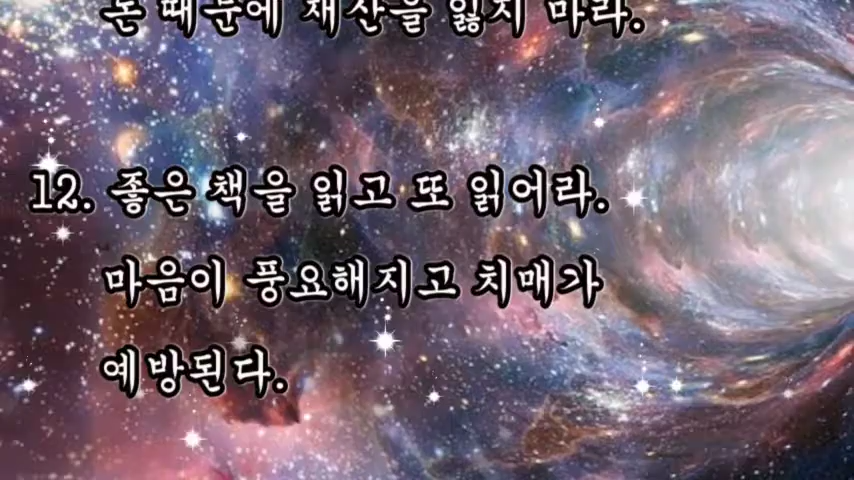 돈 때문에 재산을 잃지 마라.
12. 좋은 책을 읽고 또 읽어라.
마음이 풍요해지고 치매가
예방된다.